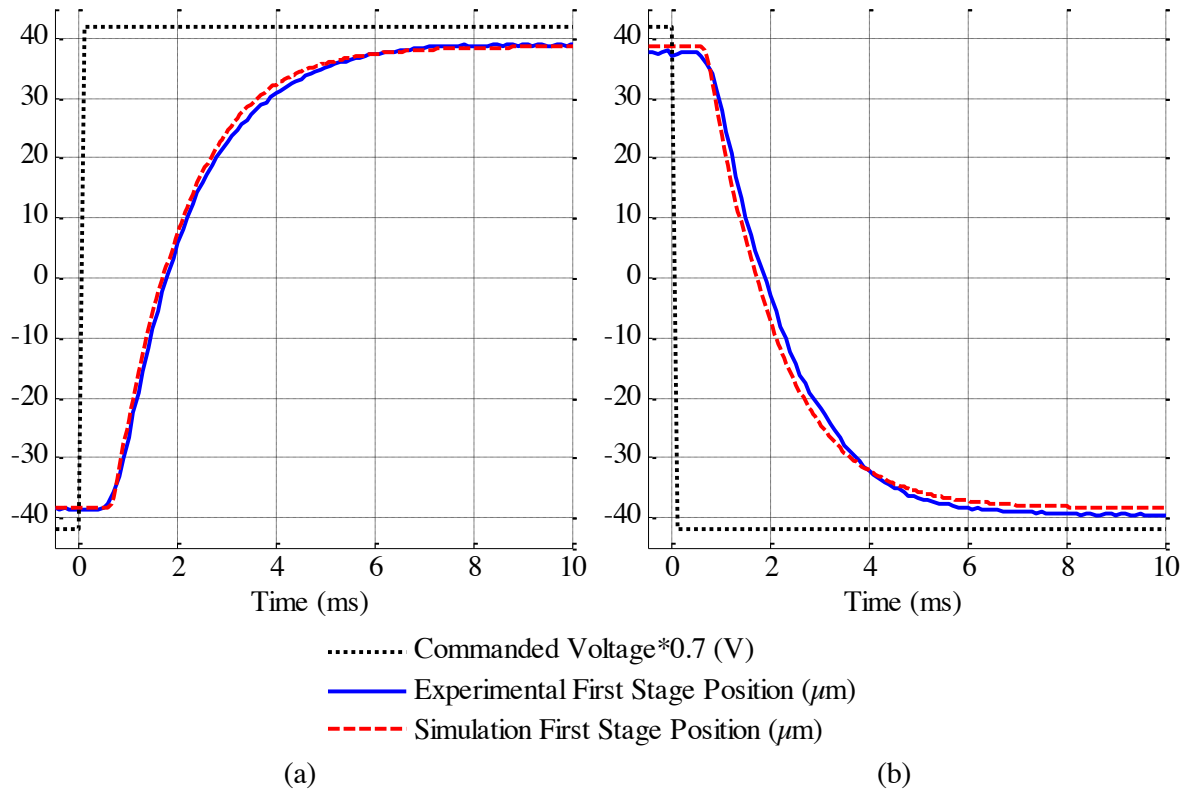 40
30
20
10
0
-10
-20
-30
-40
0 2 4 6 8 10
Time (ms)
40
30
20
10
0
-10
-20
-30
-40
0 2 4 6 8 10
Time (ms)
Commanded Voltage*0.7 (V)
Experimental First Stage Position (μm)
Simulation First Stage Position (μm)
(a) (b)